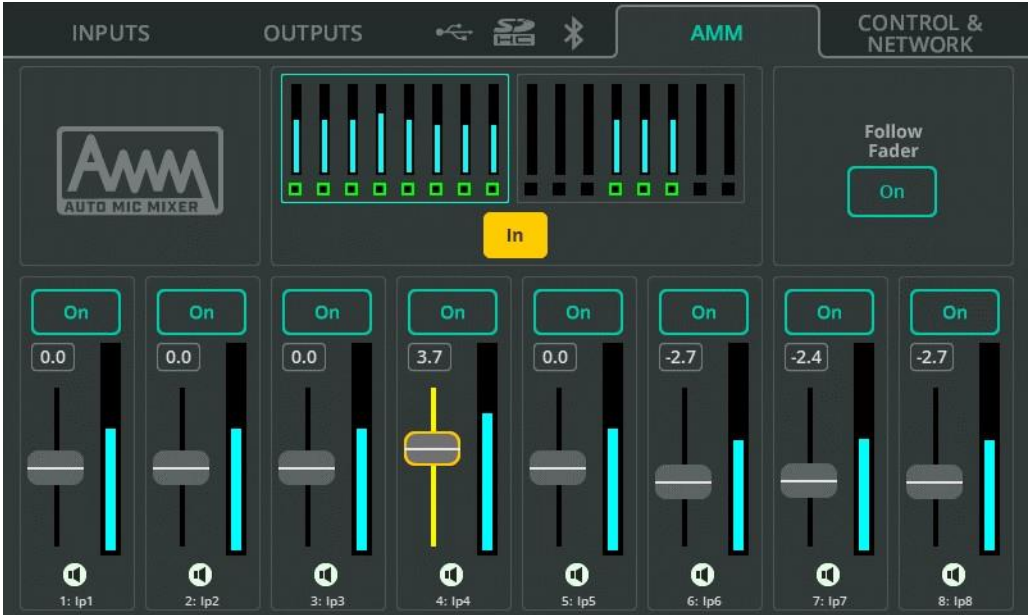 INPUTS
OUTPUTS
SD
HC
AMM
CONTROL &
NETWORK
AMM
AUTO MIC MIXER
In
Follow
Fader
On
On On On On On On On On
0.0 0.0 0.0 3.7 0.0 -2.7 -2.4 -2.7
1: Ip1 2: Ip2 3: Ip3 4: Ip4 5: Ip5 6: Ip6 7: Ip7 8: Ip8